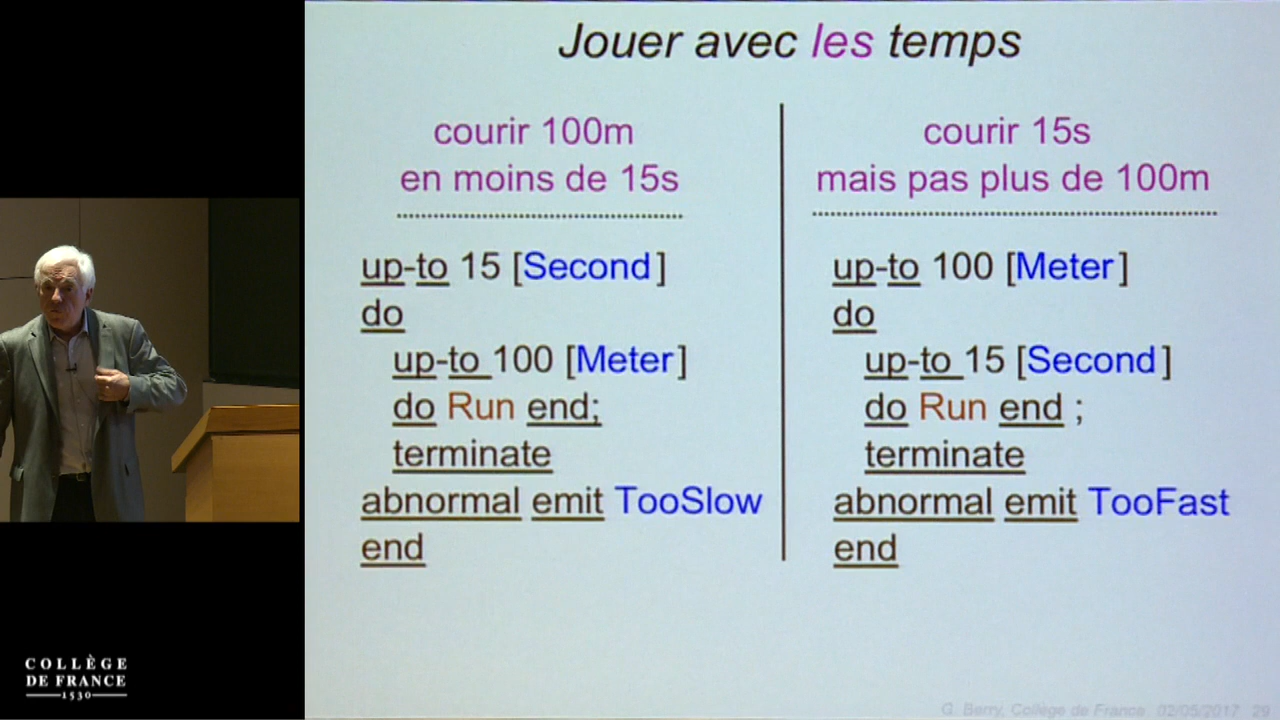 Jouer avec les temps
courir 100m
en moins de 15s
up-to 15 [Second]
do
up-to 100 [Meter]
do Run end;
terminate
abnormal emit TooSlow
end
courir 15s
mais pas plus de 100m
up-to 100 [Meter]
do
up-to 15 [Second]
do Run end ;
terminate
abnormal emit TooFast
end
COLLÈGE
DE FRANCE
1530
G. Berry, Collège de France 02/05/2017 29